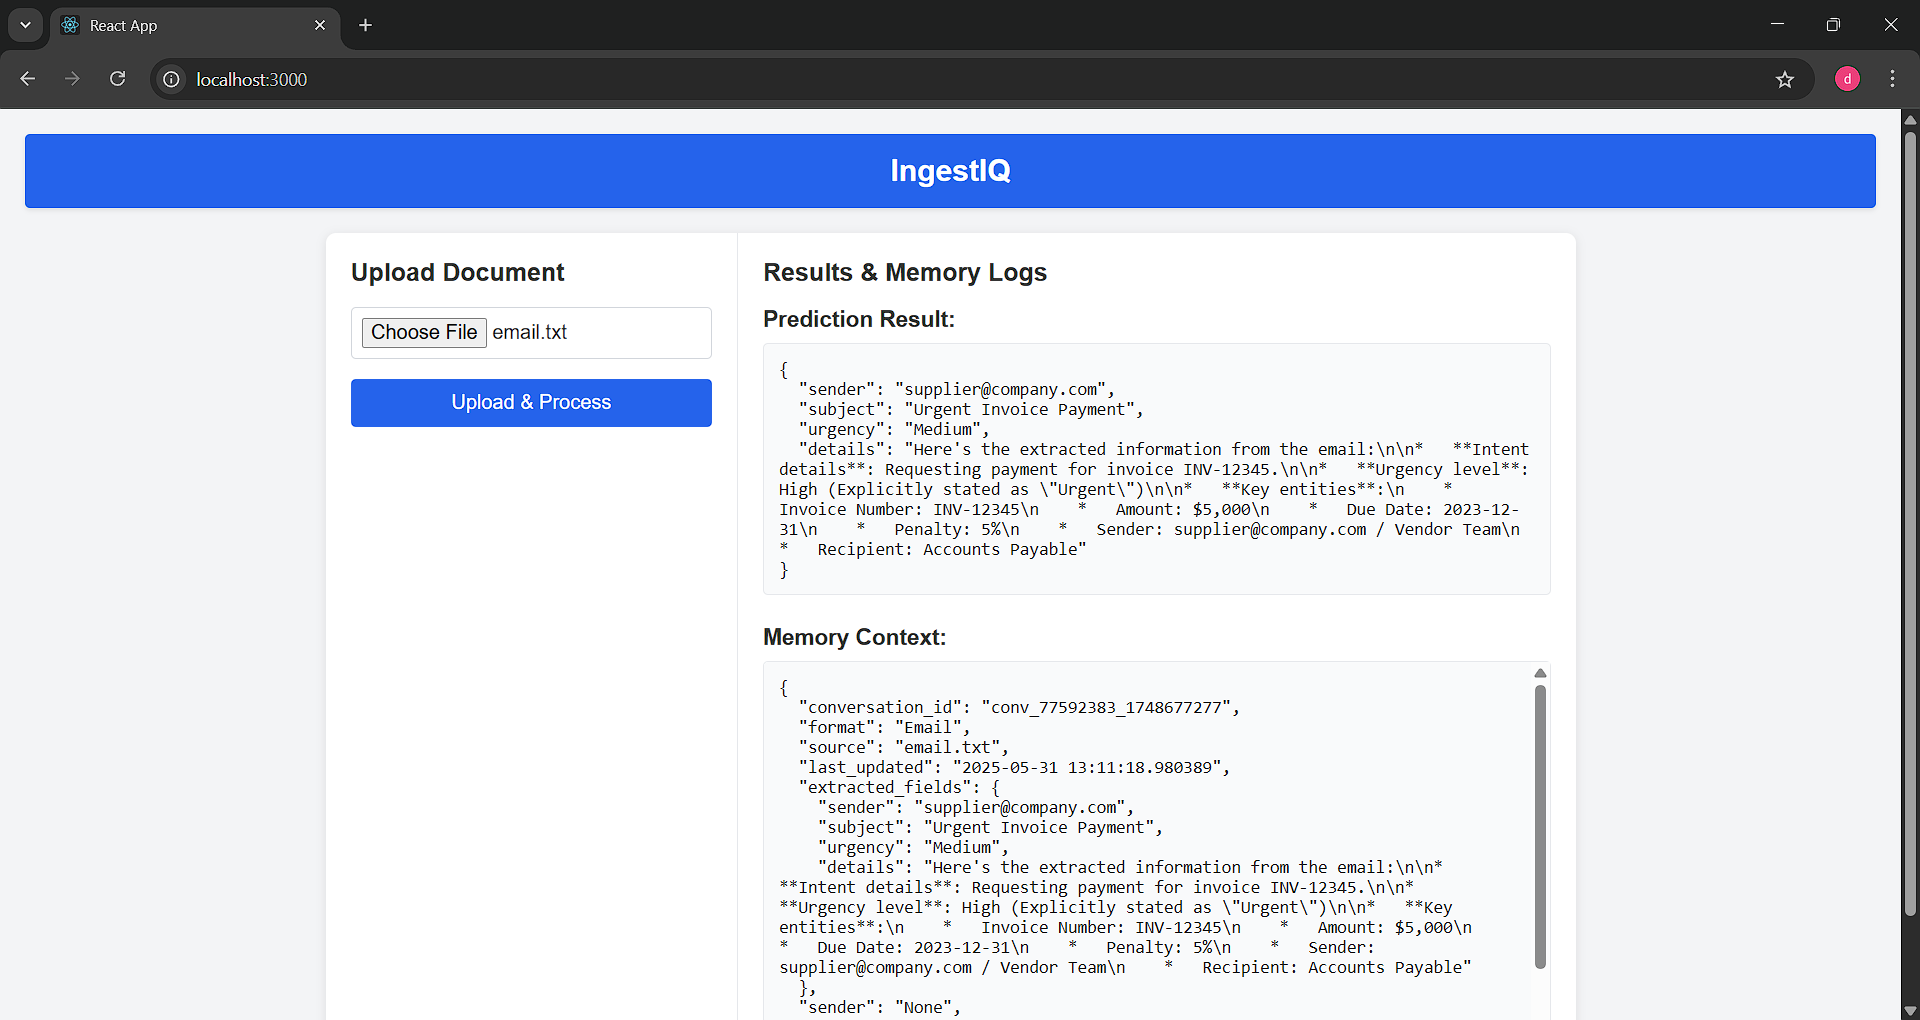 React App
localhost:3000
d
IngestIQ
Upload Document
Choose File email.txt
Upload & Process
Results & Memory Logs
Prediction Result:
{
  "sender": "supplier@company.com",
  "subject": "Urgent Invoice Payment",
  "urgency": "Medium",
  "details": "Here's the extracted information from the email:\n\n*   **Intent
details**: Requesting payment for invoice INV-12345.\n\n*   **Urgency level**:
High (Explicitly stated as \"Urgent\")\n\n*   **Key entities**:\n    *
Invoice Number: INV-12345\n    *   Amount: $5,000\n    *   Due Date: 2023-12-
31\n    *   Penalty: 5%\n    *   Sender: supplier@company.com / Vendor Team\n
*   Recipient: Accounts Payable"
}
Memory Context:
{
  "conversation_id": "conv_77592383_1748677277",
  "format": "Email",
  "source": "email.txt",
  "last_updated": "2025-05-31 13:11:18.980389",
  "extracted_fields": {
    "sender": "supplier@company.com",
    "subject": "Urgent Invoice Payment",
    "urgency": "Medium",
    "details": "Here's the extracted information from the email:\n\n*
**Intent details**: Requesting payment for invoice INV-12345.\n\n*
**Urgency level**: High (Explicitly stated as \"Urgent\")\n\n*   **Key
entities**:\n    *   Invoice Number: INV-12345\n    *   Amount: $5,000\n
*   Due Date: 2023-12-31\n    *   Penalty: 5%\n    *   Sender:
supplier@company.com / Vendor Team\n    *   Recipient: Accounts Payable"
  },
  "sender": "None",